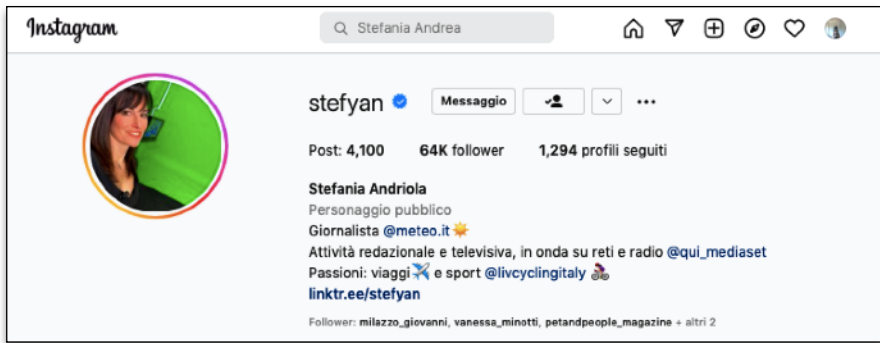 Instagram
Stefania Andrea
stefyan Messaggio
Post: 4,100 64K follower 1,294 profili seguiti
Stefania Andriola
Personaggio pubblico
Giornalista @meteo.it☀️
Attività redazionale e televisiva, in onda su reti e radio @qui_mediaset
Passioni: viaggi✈️ e sport @livcyclingitaly 🚴‍♀️
linktr.ee/stefyan
Follower: milazzo_giovanni, vanessa_minotti, petandpeople_magazine + altri 2